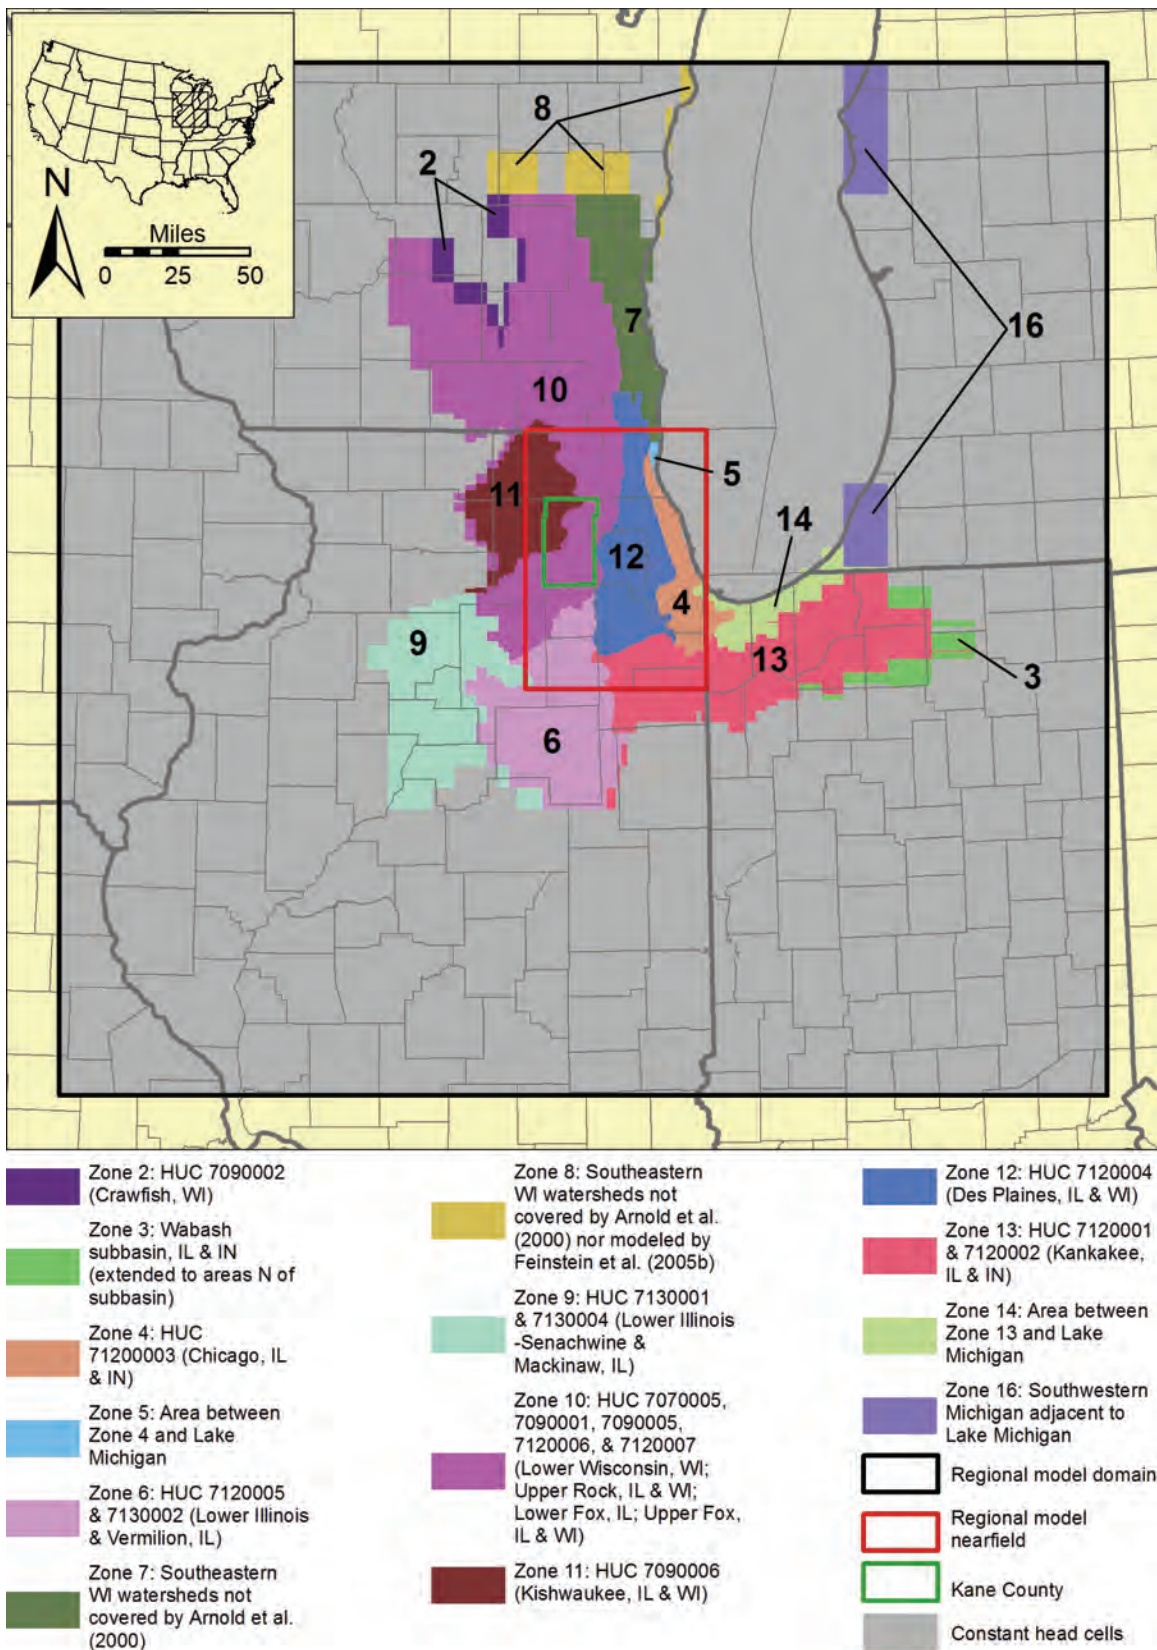 N
Miles
0 25 50
8
2
7
16
10
5
11
14
12
4
9
13
3
6
Zone 2: HUC 7090002
(Crawfish, WI)
Zone 3: Wabash
subbasin, IL & IN
(extended to areas N of
subbasin)
Zone 4: HUC
71200003 (Chicago, IL
& IN)
Zone 5: Area between
Zone 4 and Lake
Michigan
Zone 6: HUC 7120005
& 7130002 (Lower Illinois
& Vermilion, IL)
Zone 7: Southeastern
WI watersheds not
covered by Arnold et al.
(2000)
Zone 8: Southeastern
WI watersheds not
covered by Arnold et al.
(2000) nor modeled by
Feinstein et al. (2005b)
Zone 9: HUC 7130001
& 7130004 (Lower Illinois
-Senachwine &
Mackinaw, IL)
Zone 10: HUC 7070005,
7090001, 7090005,
7120006, & 7120007
(Lower Wisconsin, WI;
Upper Rock, IL & WI;
Lower Fox, IL; Upper Fox,
IL & WI)
Zone 11: HUC 7090006
(Kishwaukee, IL & WI)
Zone 12: HUC 7120004
(Des Plaines, IL & WI)
Zone 13: HUC 7120001
& 7120002 (Kankakee,
IL & IN)
Zone 14: Area between
Zone 13 and Lake
Michigan
Zone 16: Southwestern
Michigan adjacent to
Lake Michigan
Regional model domain
Regional model
nearfield
Kane County
Constant head cells